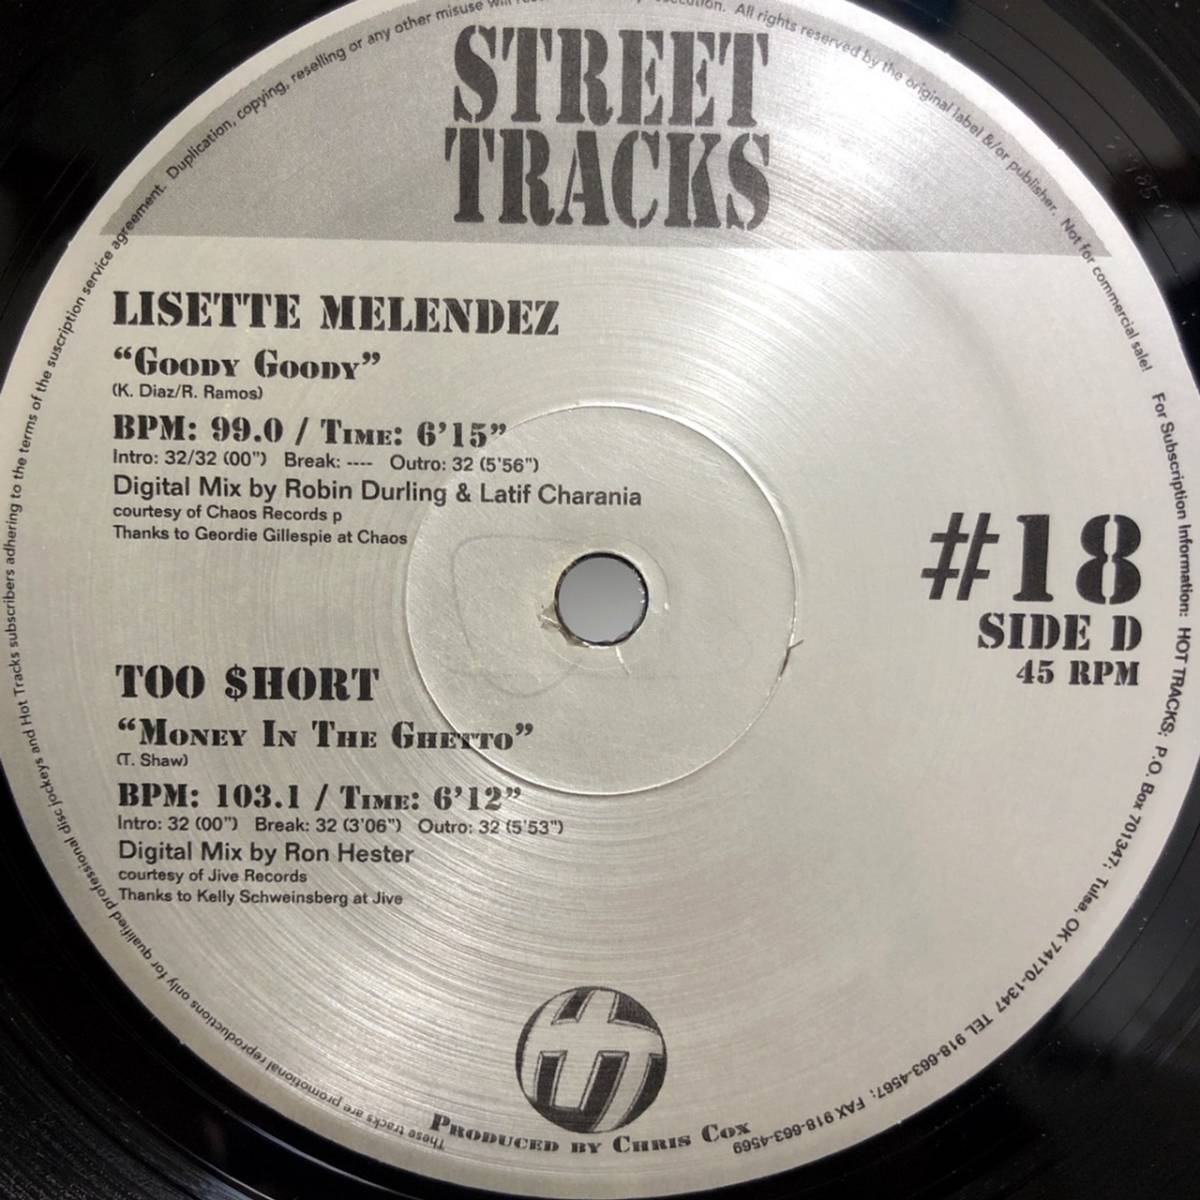 STREET
TRACKS
LISETTE MELENDEZ
“GOODY GOODY”
(K. Diaz/R. Ramos)
BPM: 99.0 / TIME: 6’15”
Intro: 32/32 (00") Break: ---- Outro: 32 (5'56")
Digital Mix by Robin Durling & Latif Charania
courtesy of Chaos Records p
Thanks to Geordie Gillespie at Chaos
#18
SIDE D
45 RPM
TOO $HORT
“MONEY IN THE GHETTO”
(T. Shaw)
BPM: 103.1 / TIME: 6’12”
Intro: 32 (00") Break: 32 (3'06") Outro: 32 (5'53")
Digital Mix by Ron Hester
courtesy of Jive Records
Thanks to Kelly Schweinsberg at Jive
PRODUCED BY CHRIS COX
These tracks are promotional reproductions only for qualified professional disc jockeys and Hot Tracks subscribers adhering to the terms of the suscription service agreement. Duplication, copying, reselling or any other misuse will All rights reserved by the original label &/or publisher. Not for commercial sale!
For Subscription Information: HOT TRACKS: P.O. Box 701347: Tulsa, OK 74170-1347 TEL 918-663-4567: FAX 918-663-4569